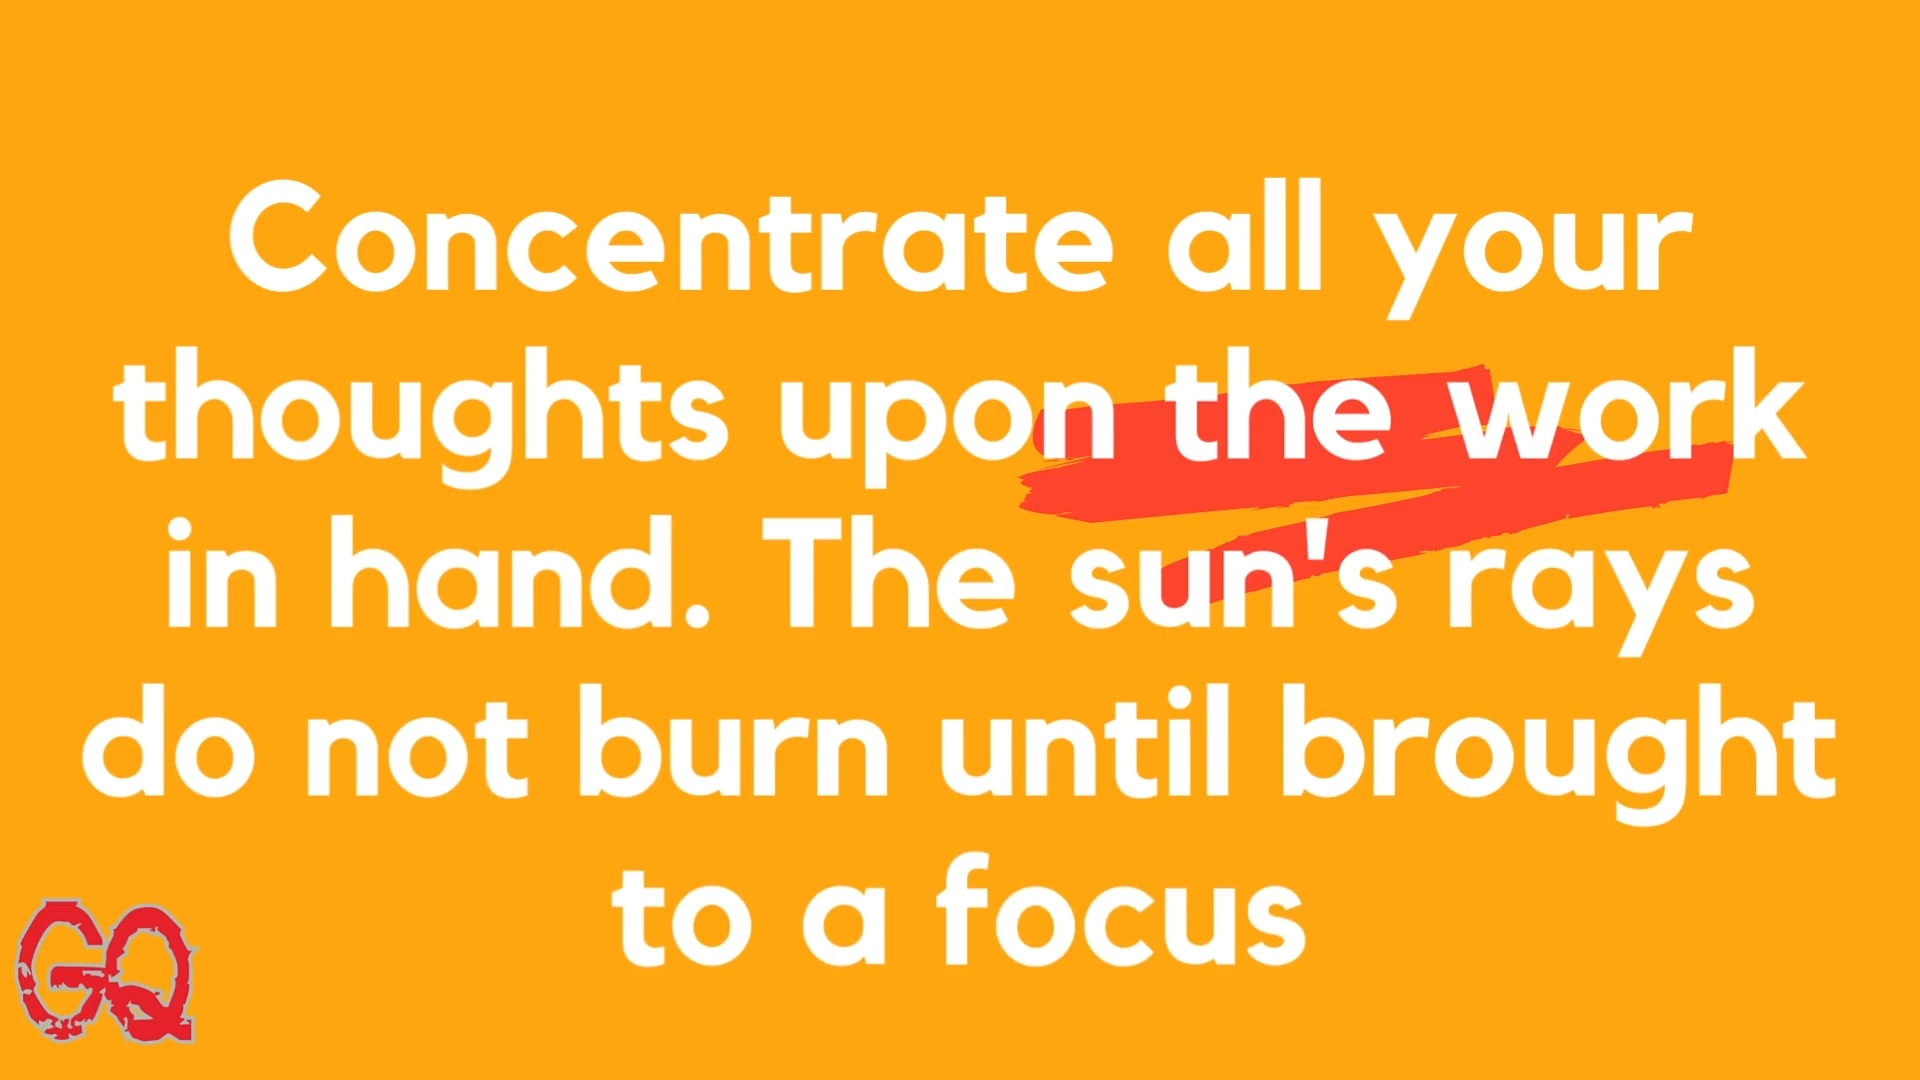 Concentrate all your
thoughts upon the work
in hand. The sun's rays
do not burn until brought
to a focus
GQ